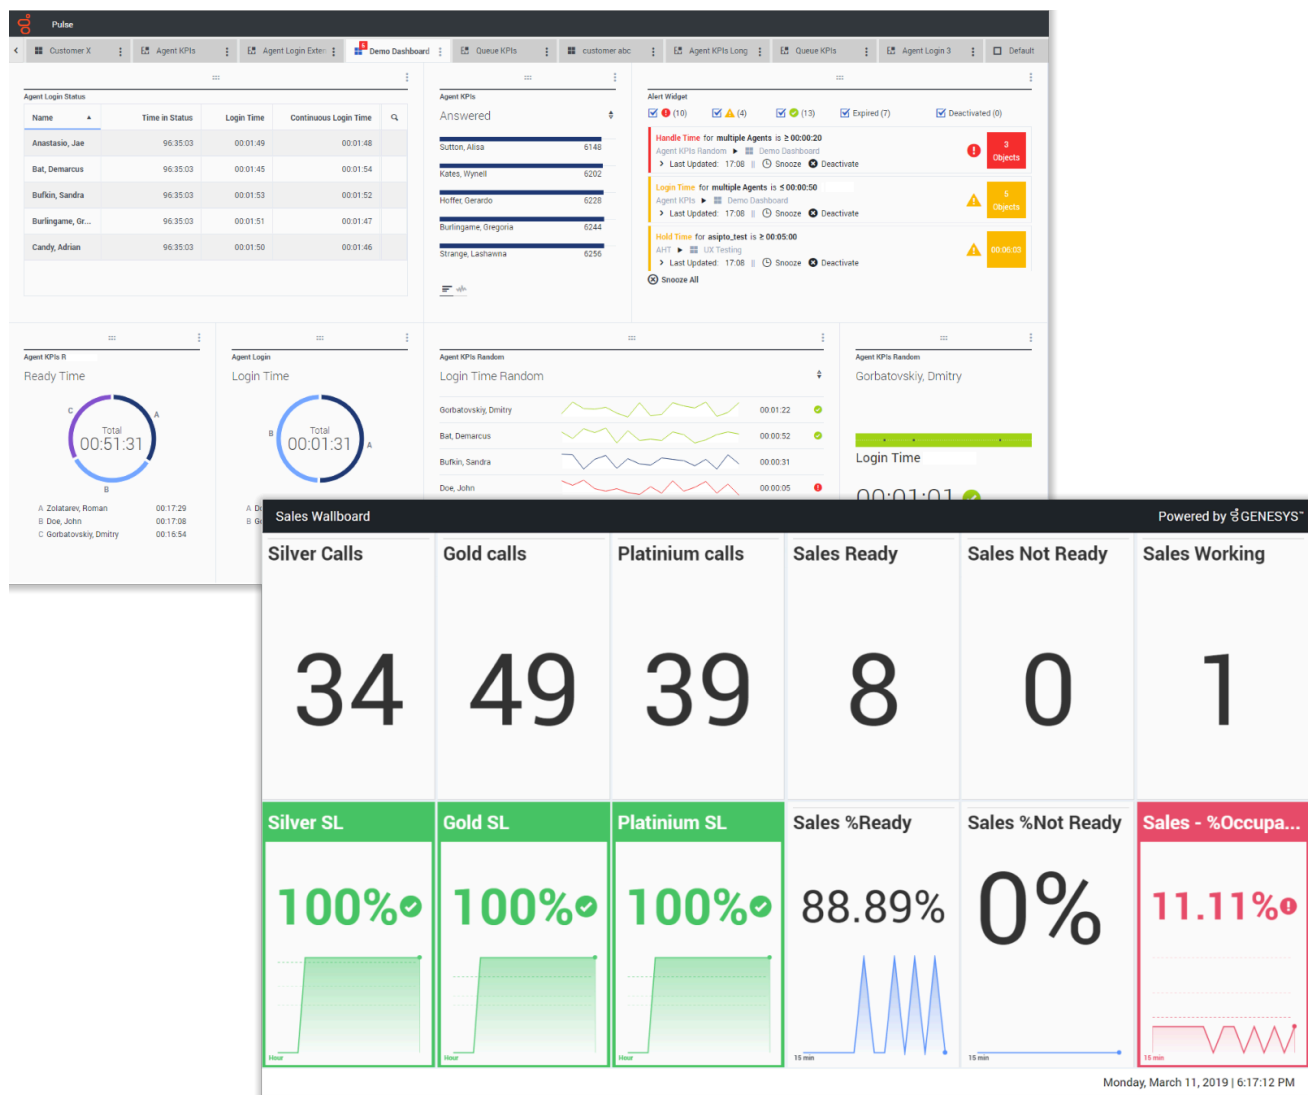 Pulse
Customer X
Agent KPIs
Agent Login Exten
5
Demo Dashboard
Queue KPIs
customer abc
Agent KPIs Long
Queue KPIs
Agent Login 3
Default
Agent Login Status
Name Time in Status Login Time Continuous Login Time
Anastasio, Jae 96:35:03 00:01:49 00:01:48
Bat, Demarcus 96:35:03 00:01:45 00:01:54
Bufkin, Sandra 96:35:03 00:01:53 00:01:52
Burlingame, Gr... 96:35:03 00:01:51 00:01:47
Candy, Adrian 96:35:03 00:01:50 00:01:46
Agent KPIs
Answered
Sutton, Alisa 6148
Kates, Wynell 6202
Hoffer, Gerardo 6228
Burlingame, Gregoria 6244
Strange, Lashawna 6256
Alert Widget
(10) (4) (13) Expired (7) Deactivated (0)
Handle Time for multiple Agents is ≥ 00:00:20
Agent KPIs Random ▶ Demo Dashboard
> Last Updated: 17:08 || Snooze Deactivate
3
Objects
Login Time for multiple Agents is ≤ 00:00:50
Agent KPIs ▶ Demo Dashboard
> Last Updated: 17:08 || Snooze Deactivate
5
Objects
Hold Time for asipto_test is ≥ 00:05:00
AHT ▶ UX Testing
> Last Updated: 17:08 || Snooze Deactivate
00:06:03
Snooze All
Agent KPIs R
Ready Time
C
A
Total
00:51:31
B
A Zolatarev, Roman 00:17:29
B Doe, John 00:17:08
C Gorbatovskiy, Dmitry 00:16:54
Agent Login
Login Time
Total
00:01:31
B
A
A
B
Agent KPIs Random
Login Time Random
Gorbatovskiy, Dmitry 00:01:22
Bat, Demarcus 00:00:52
Bufkin, Sandra 00:00:31
Doe, John 00:00:05
Agent KPIs Random
Gorbatovskiy, Dmitry
Login Time
00:01:01
Sales Wallboard
Powered by GENESYS™
Silver Calls
34
Gold calls
49
Platinium calls
39
Sales Ready
8
Sales Not Ready
0
Sales Working
1
Silver SL
100%
Hour
Gold SL
100%
Hour
Platinium SL
100%
Hour
Sales %Ready
88.89%
15 min
Sales %Not Ready
0%
15 min
Sales - %Occupa...
11.11%
15 min
Monday, March 11, 2019 | 6:17:12 PM